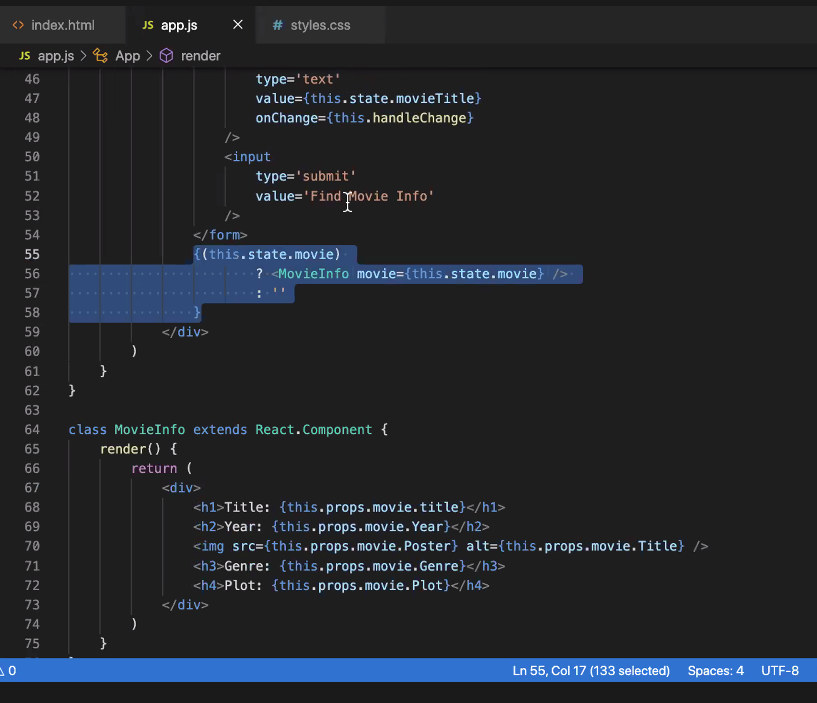 <> index.html JS app.js × # styles.css
JS app.js > App > render
46 type='text'
47 value={this.state.movieTitle}
48 onChange={this.handleChange}
49 />
50 <input
51 type='submit'
52 value='Find Movie Info'
53 />
54 </form>
55 {(this.state.movie)
56 ? <MovieInfo movie={this.state.movie} />
57 : ''
58 }
59 </div>
60 )
61 }
62 }
63
64 class MovieInfo extends React.Component {
65 render() {
66 return (
67 <div>
68 <h1>Title: {this.props.movie.title}</h1>
69 <h2>Year: {this.props.movie.Year}</h2>
70 <img src={this.props.movie.Poster} alt={this.props.movie.Title} />
71 <h3>Genre: {this.props.movie.Genre}</h3>
72 <h4>Plot: {this.props.movie.Plot}</h4>
73 </div>
74 )
75 }
0 Ln 55, Col 17 (133 selected) Spaces: 4 UTF-8